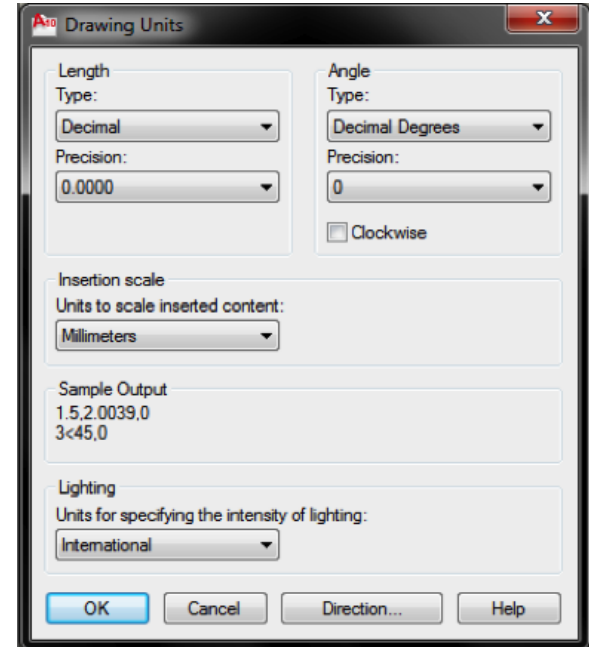 A10 Drawing Units
Length
Type:
Decimal
Precision:
0.0000
Angle
Type:
Decimal Degrees
Precision:
0
Clockwise
Insertion scale
Units to scale inserted content:
Millimeters
Sample Output
1.5,2.0039,0
3<45,0
Lighting
Units for specifying the intensity of lighting:
International
OK Cancel Direction... Help